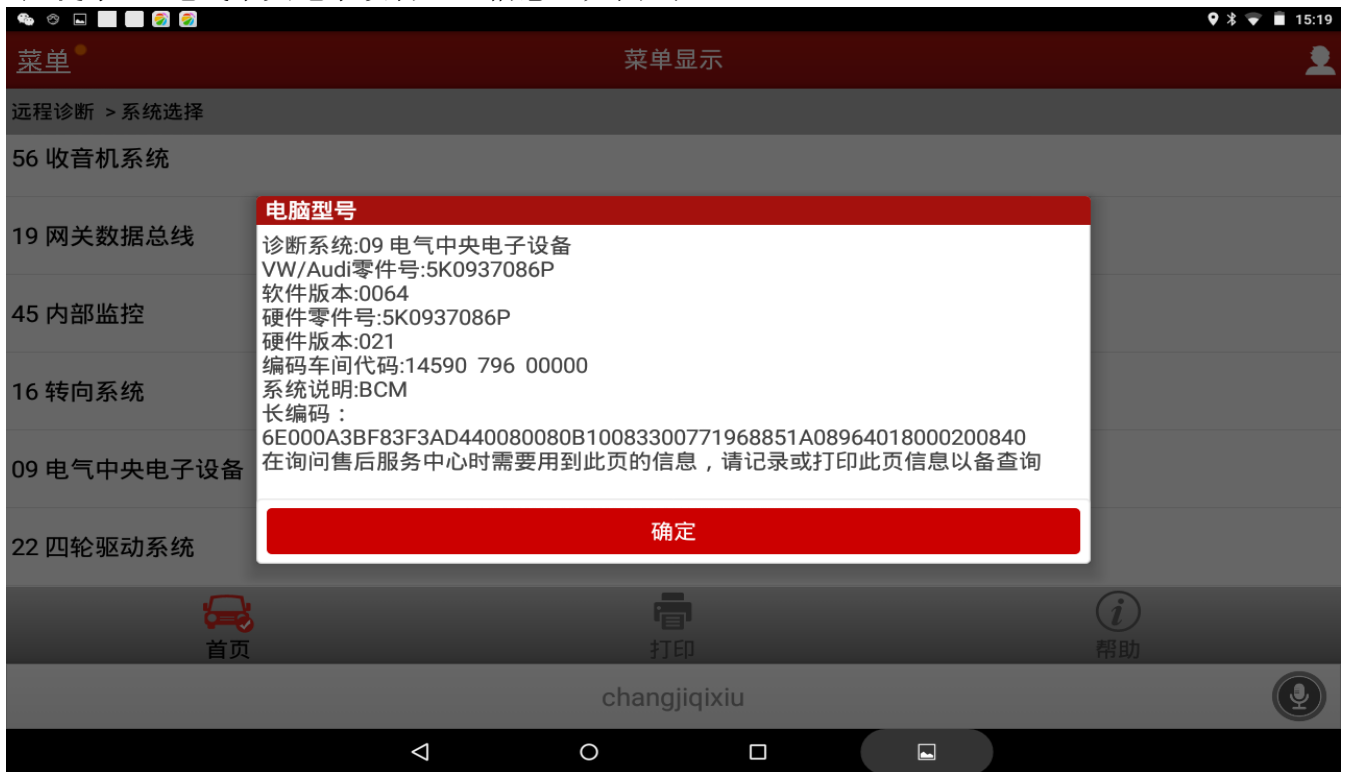 15:19
菜单
菜单显示
远程诊断 >系统选择
56 收音机系统
19 网关数据总线
45 内部监控
16 转向系统
09 电气中央电子设备
22 四轮驱动系统
电脑型号
诊断系统:09 电气中央电子设备
VW/Audi零件号:5K0937086P
软件版本:0064
硬件零件号:5K0937086P
硬件版本:021
编码车间代码:14590 796 00000
系统说明:BCM
长编码：
6E000A3BF83F3AD440080080B10083300771968851A08964018000200840
在询问售后服务中心时需要用到此页的信息，请记录或打印此页信息以备查询
确定
首页
打印
帮助
changjiqixiu